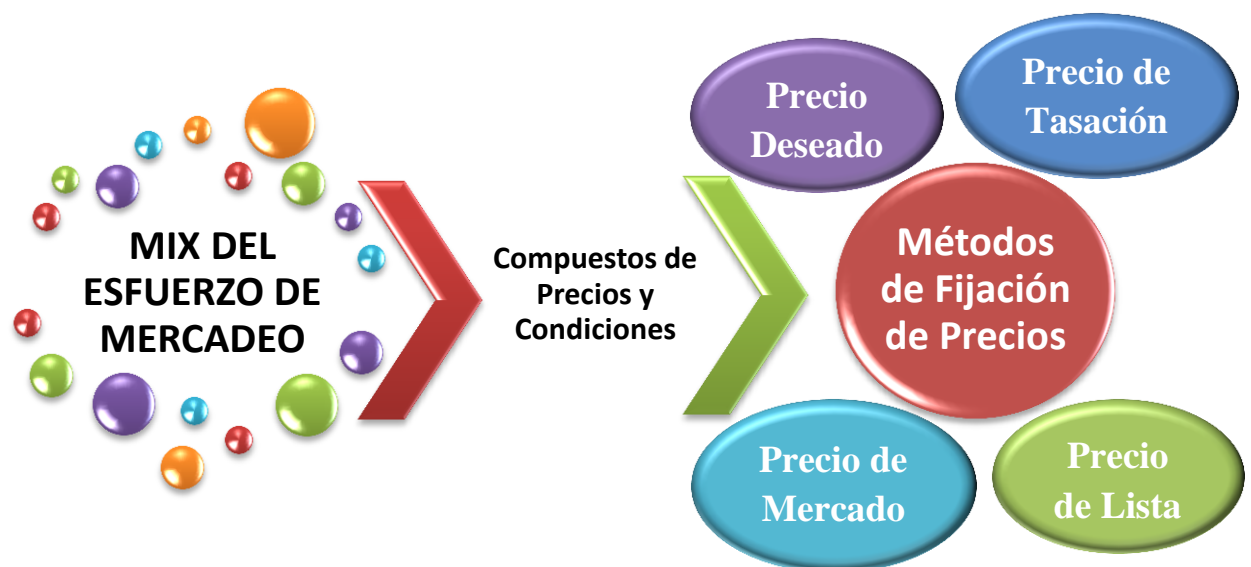 MIX DEL
ESFUERZO DE
MERCADEO
Compuestos de
Precios y
Condiciones
Precio
Deseado
Precio de
Tasación
Métodos
de Fijación
de Precios
Precio de
Mercado
Precio
de Lista